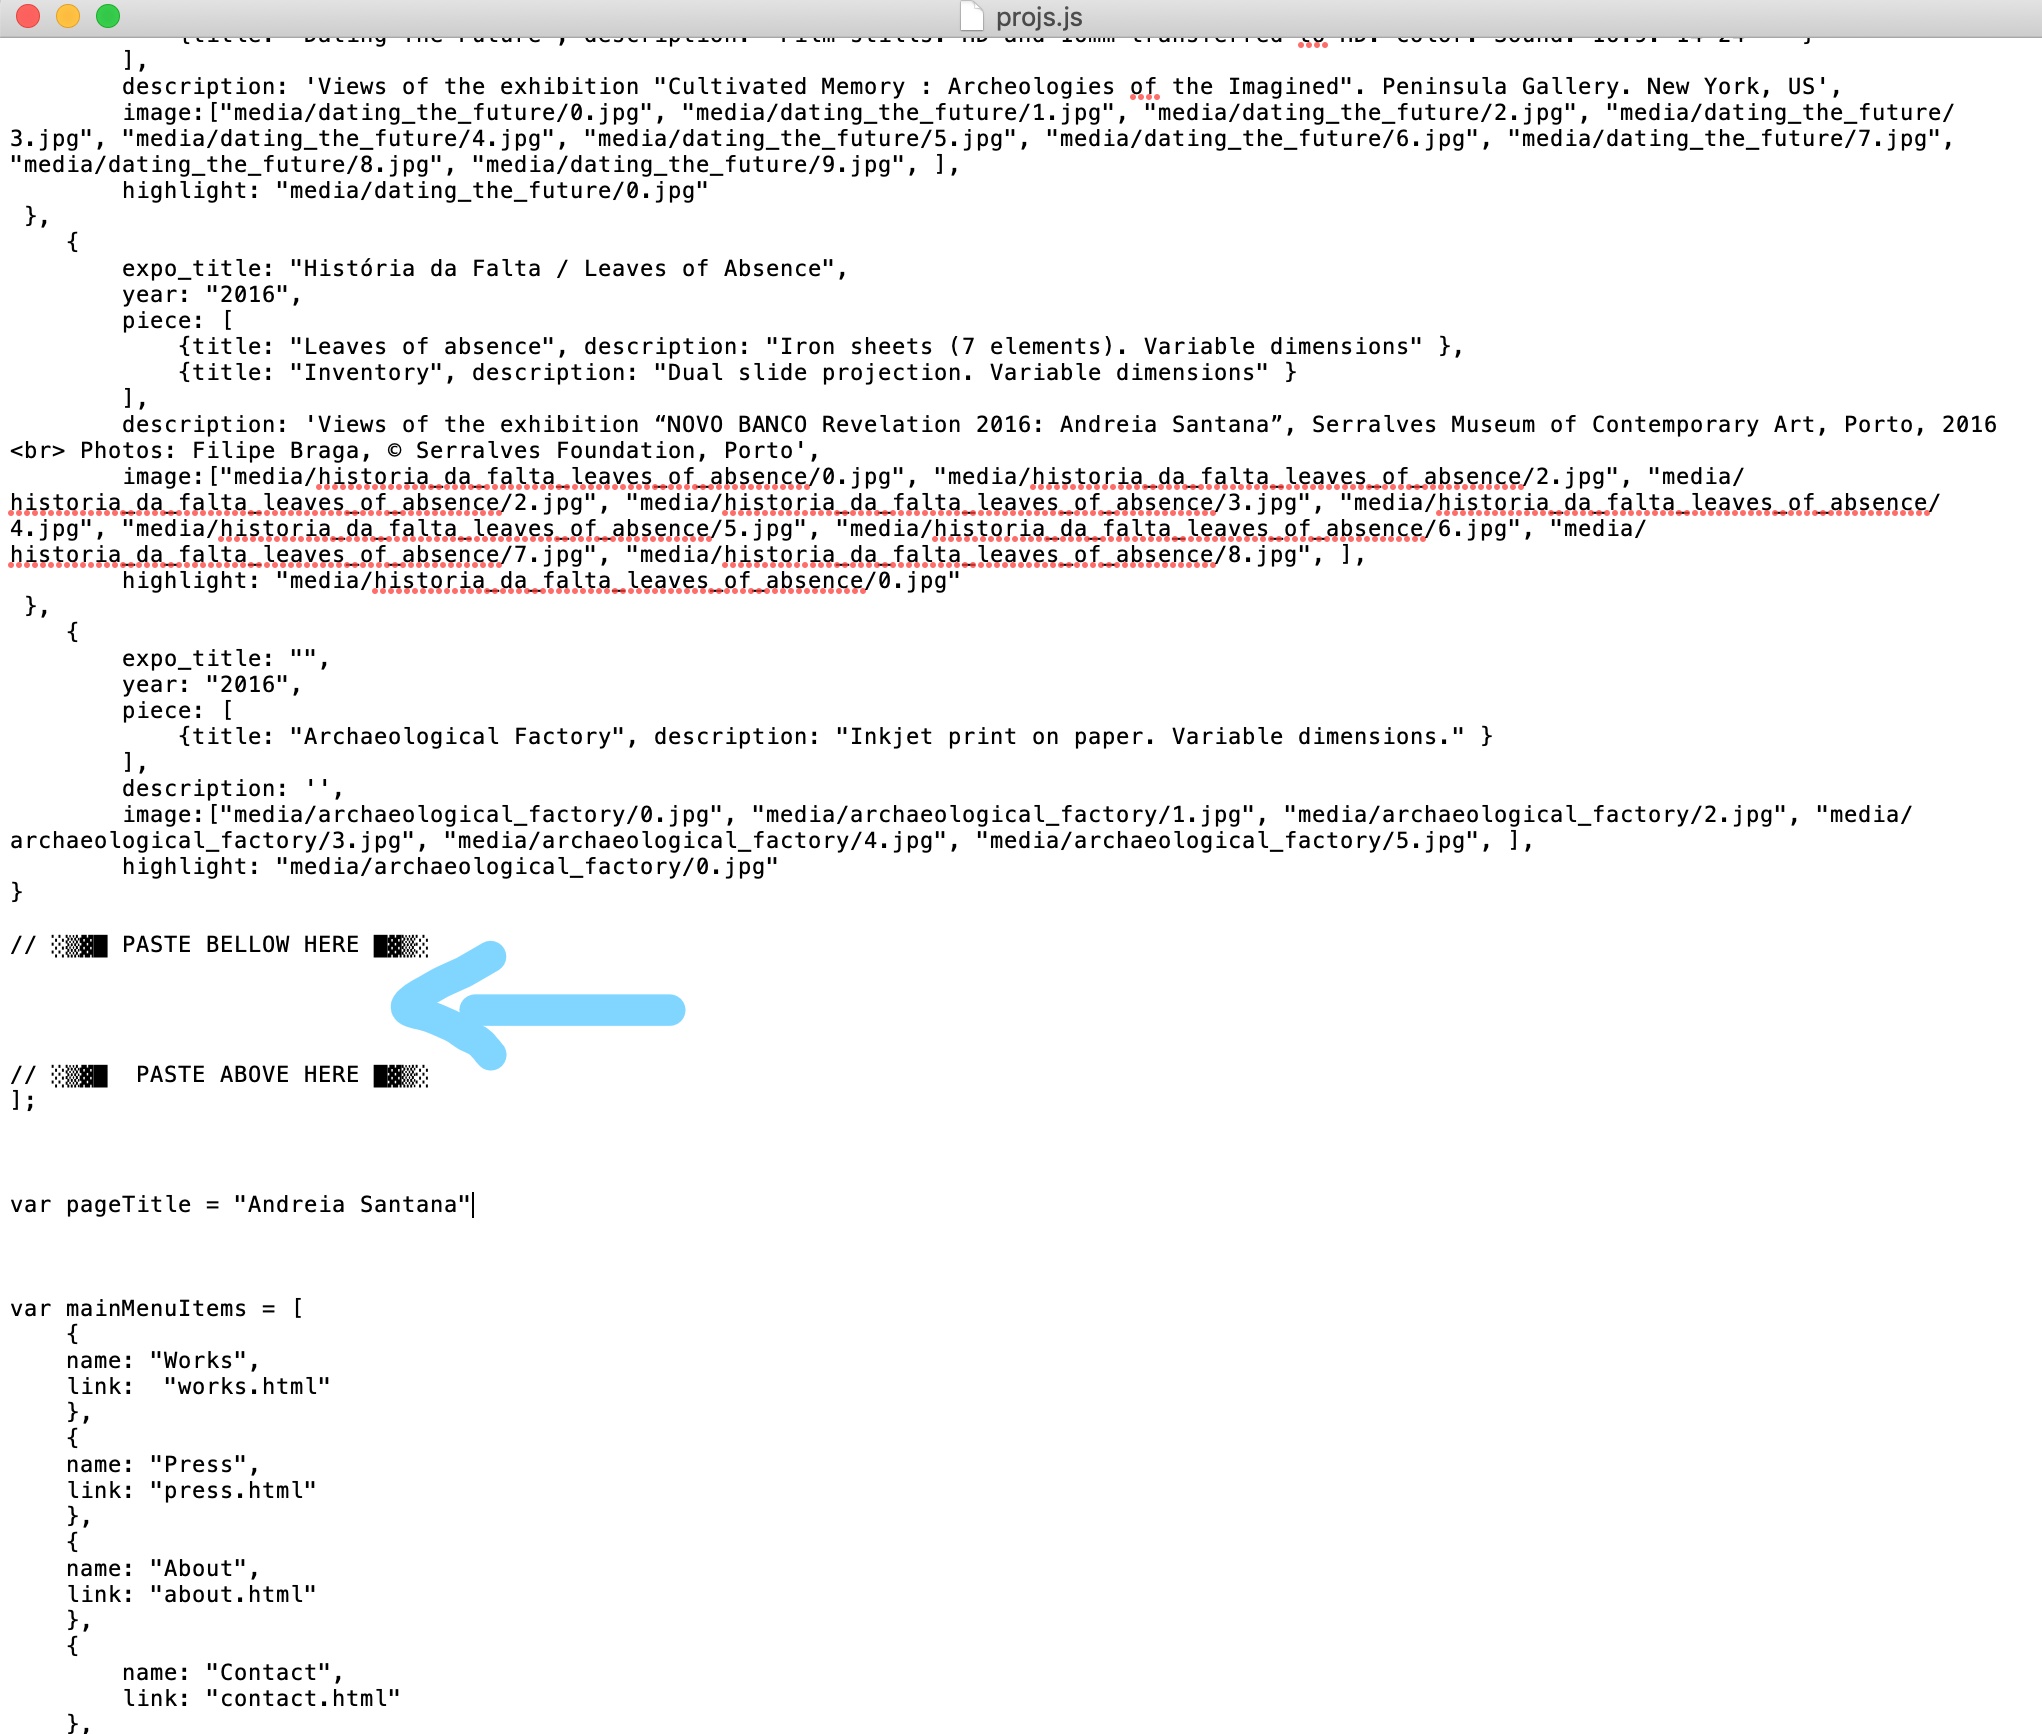 projs.js
{title: "Dating The Future", description: "Film stills. HD and 16mm transferred to HD. Color. Sound. 16:9. 14'24"
],
description: 'Views of the exhibition "Cultivated Memory : Archeologies of the Imagined". Peninsula Gallery. New York, US',
image:["media/dating_the_future/0.jpg", "media/dating_the_future/1.jpg", "media/dating_the_future/2.jpg", "media/dating_the_future/
3.jpg", "media/dating_the_future/4.jpg", "media/dating_the_future/5.jpg", "media/dating_the_future/6.jpg", "media/dating_the_future/7.jpg",
"media/dating_the_future/8.jpg", "media/dating_the_future/9.jpg", ],
highlight: "media/dating_the_future/0.jpg"
},
{
expo_title: "História da Falta / Leaves of Absence",
year: "2016",
piece: [
{title: "Leaves of absence", description: "Iron sheets (7 elements). Variable dimensions" },
{title: "Inventory", description: "Dual slide projection. Variable dimensions" }
],
description: 'Views of the exhibition “NOVO BANCO Revelation 2016: Andreia Santana”, Serralves Museum of Contemporary Art, Porto, 2016
<br> Photos: Filipe Braga, © Serralves Foundation, Porto',
image:["media/historia_da_falta_leaves_of_absence/0.jpg", "media/historia_da_falta_leaves_of_absence/2.jpg", "media/
historia_da_falta_leaves_of_absence/2.jpg", "media/historia_da_falta_leaves_of_absence/3.jpg", "media/historia_da_falta_leaves_of_absence/
4.jpg", "media/historia_da_falta_leaves_of_absence/5.jpg", "media/historia_da_falta_leaves_of_absence/6.jpg", "media/
historia_da_falta_leaves_of_absence/7.jpg", "media/historia_da_falta_leaves_of_absence/8.jpg", ],
highlight: "media/historia_da_falta_leaves_of_absence/0.jpg"
},
{
expo_title: "",
year: "2016",
piece: [
{title: "Archaeological Factory", description: "Inkjet print on paper. Variable dimensions." }
],
description: '',
image:["media/archaeological_factory/0.jpg", "media/archaeological_factory/1.jpg", "media/archaeological_factory/2.jpg", "media/
archaeological_factory/3.jpg", "media/archaeological_factory/4.jpg", "media/archaeological_factory/5.jpg", ],
highlight: "media/archaeological_factory/0.jpg"
}
// ░▒▓█ PASTE BELLOW HERE █▓▒░
// ░▒▓█  PASTE ABOVE HERE █▓▒░
];
var pageTitle = "Andreia Santana"
var mainMenuItems = [
{
name: "Works",
link:  "works.html"
},
{
name: "Press",
link: "press.html"
},
{
name: "About",
link: "about.html"
},
{
name: "Contact",
link: "contact.html"
},